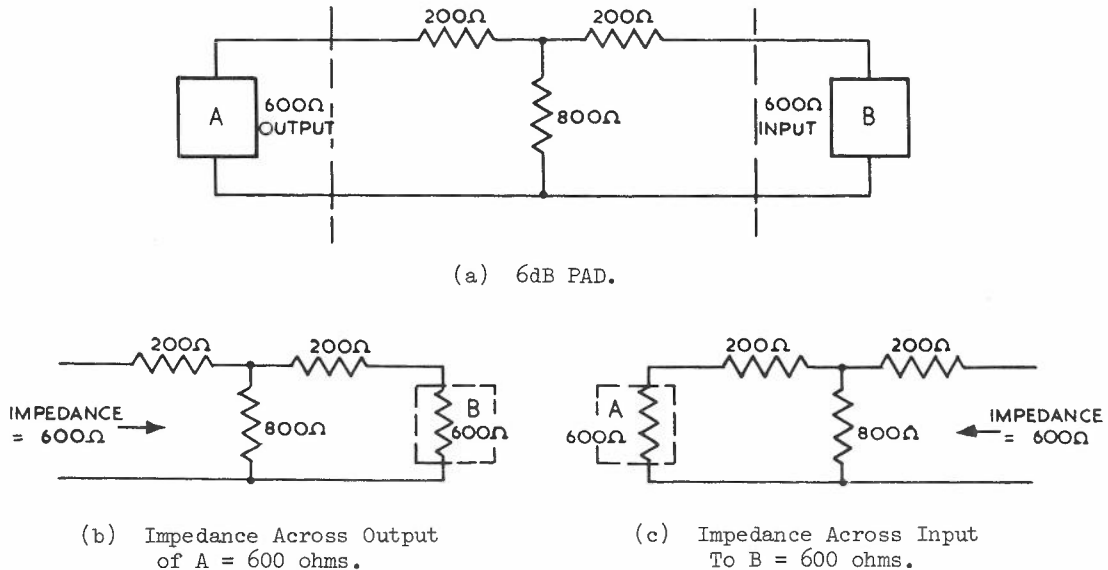 200Ω 200Ω
A 600Ω OUTPUT 800Ω 600Ω INPUT B
(a) 6dB PAD.
200Ω 200Ω
IMPEDANCE = 600Ω 800Ω B 600Ω
(b) Impedance Across Output
of A = 600 ohms.
200Ω 200Ω
A 600Ω 800Ω IMPEDANCE = 600Ω
(c) Impedance Across Input
To B = 600 ohms.